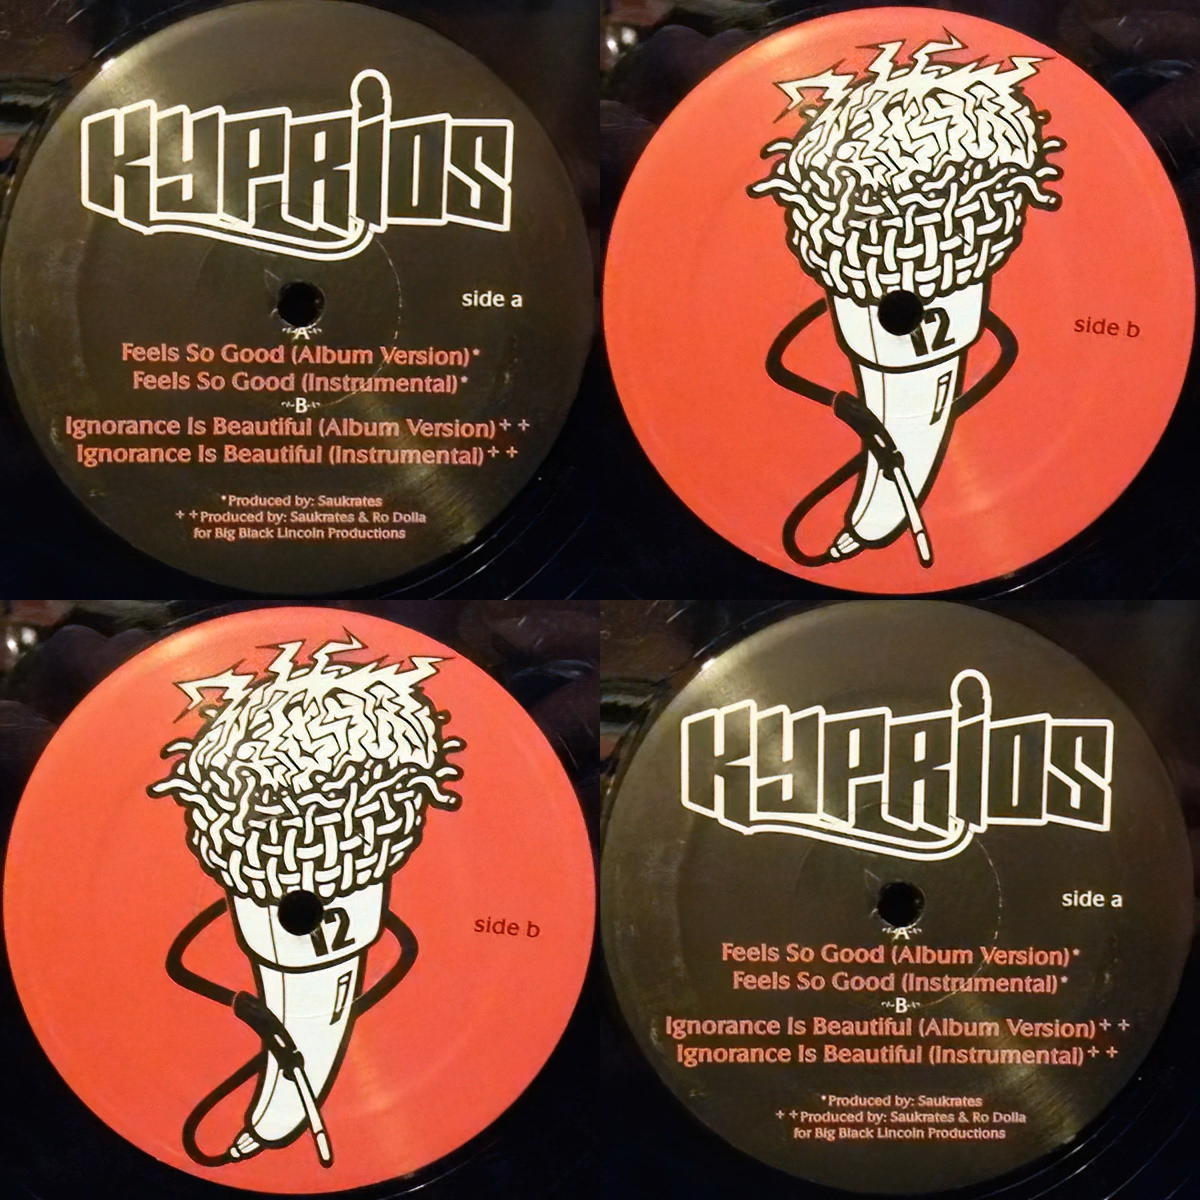 KYPRIOS
side a
A
Feels So Good (Album Version)*
Feels So Good (Instrumental)*
B
Ignorance Is Beautiful (Album Version)++
Ignorance Is Beautiful (Instrumental)++
*Produced by: Saukrates
++Produced by: Saukrates & Ro Dolla
for Big Black Lincoln Productions
12
side b
12
side b
KYPRIOS
side a
A
Feels So Good (Album Version)*
Feels So Good (Instrumental)*
B
Ignorance Is Beautiful (Album Version)++
Ignorance Is Beautiful (Instrumental)++
*Produced by: Saukrates
++Produced by: Saukrates & Ro Dolla
for Big Black Lincoln Productions